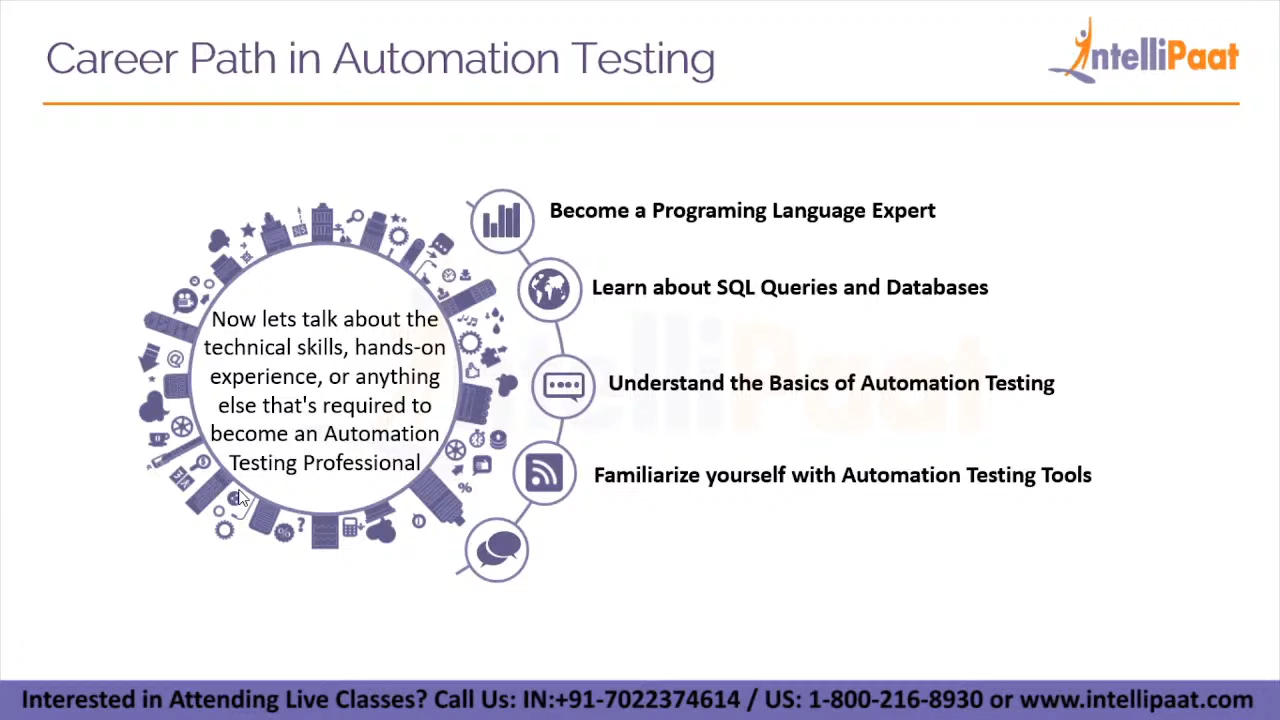 Career Path in Automation Testing
IntelliPaat
Become a Programing Language Expert
Learn about SQL Queries and Databases
Now lets talk about the
technical skills, hands-on
experience, or anything
else that's required to
become an Automation
Testing Professional
Understand the Basics of Automation Testing
Familiarize yourself with Automation Testing Tools
Interested in Attending Live Classes? Call Us: IN:+91-7022374614 / US: 1-800-216-8930 or www.intellipaat.com